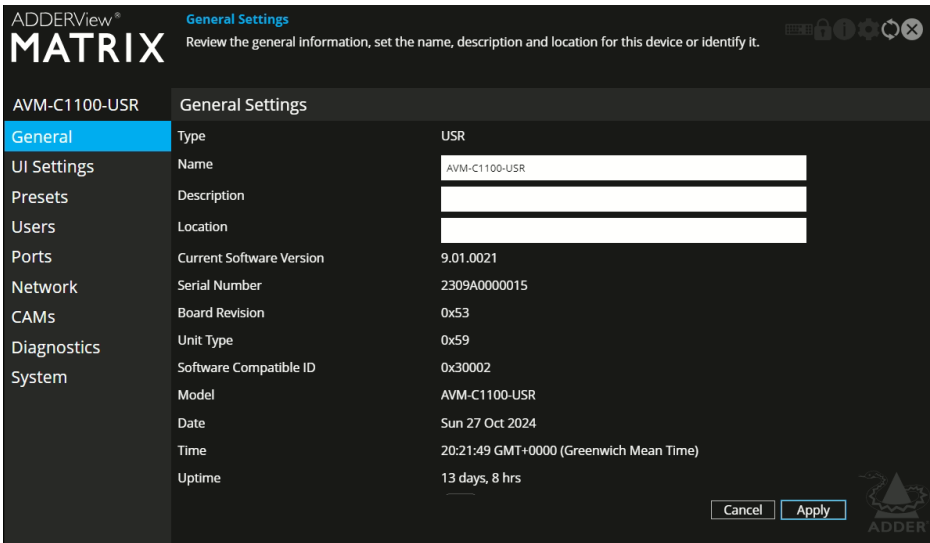 ADDERView®
MATRIX
General Settings
Review the general information, set the name, description and location for this device or identify it.
AVM-C1100-USR
General
UI Settings
Presets
Users
Ports
Network
CAMs
Diagnostics
System
General Settings
Type USR
Name AVM-C1100-USR
Description
Location
Current Software Version 9.01.0021
Serial Number 2309A0000015
Board Revision 0x53
Unit Type 0x59
Software Compatible ID 0x30002
Model AVM-C1100-USR
Date Sun 27 Oct 2024
Time 20:21:49 GMT+0000 (Greenwich Mean Time)
Uptime 13 days, 8 hrs
Cancel Apply
ADDER